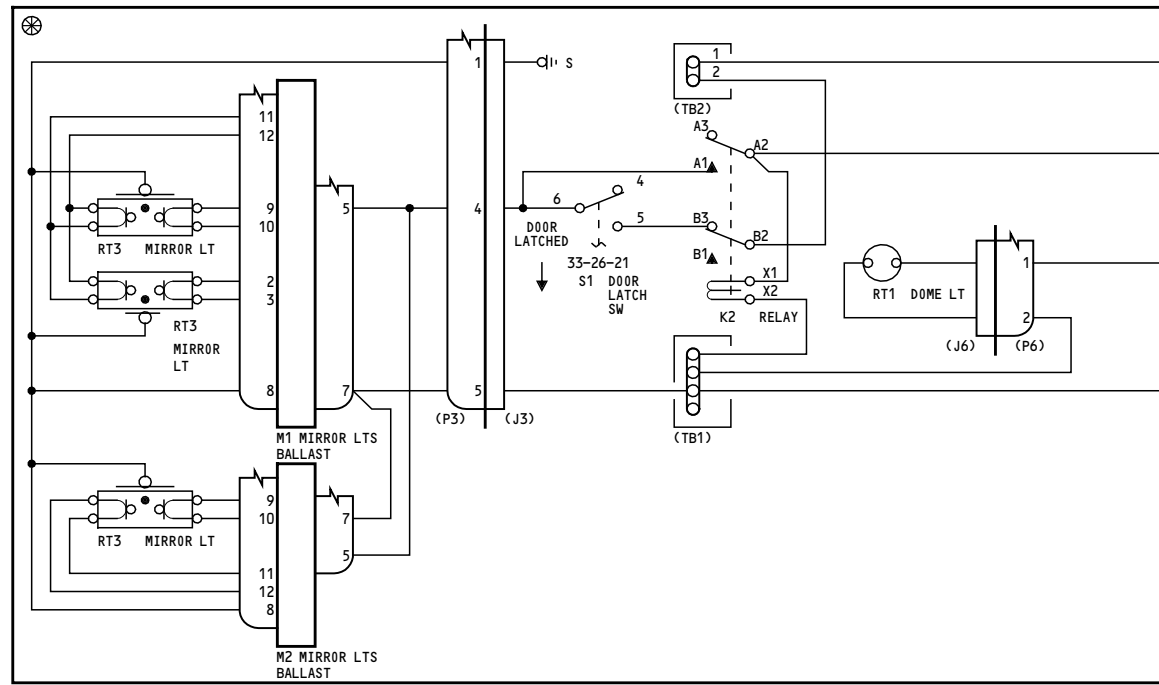 1
S
1
2
(TB2)
11
12
A3
A2
A1
4
9
5
4
6
5
B3
10
DOOR
LATCHED
B2
RT3 MIRROR LT
33-26-21
B1
S1 DOOR
LATCH
SW
X1
X2
K2 RELAY
1
RT1 DOME LT
2
(J6) (P6)
2
3
RT3
MIRROR
LT
8
7
5
(P3) (J3)
(TB1)
M1 MIRROR LTS
BALLAST
9
10
7
RT3 MIRROR LT
5
11
12
8
M2 MIRROR LTS
BALLAST